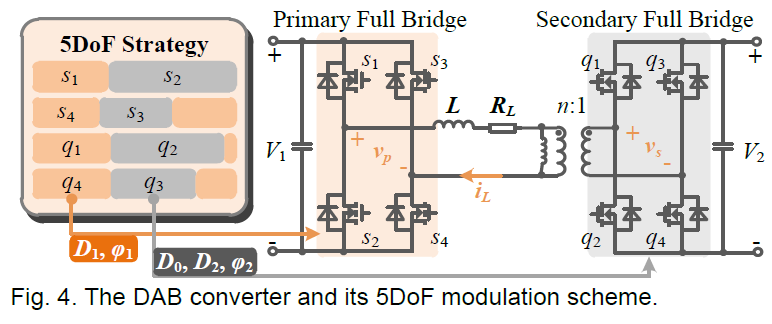 Primary Full Bridge
Secondary Full Bridge
5DoF Strategy
s1 s2
s4 s3
q1 q2
q4 q3
D1, φ1
D0, D2, φ2
+
-
V1
s1
s3
s2
s4
+
vp
-
L
RL
n:1
iL
q1
q3
q2
q4
+
vs
-
+
-
V2
Fig. 4. The DAB converter and its 5DoF modulation scheme.